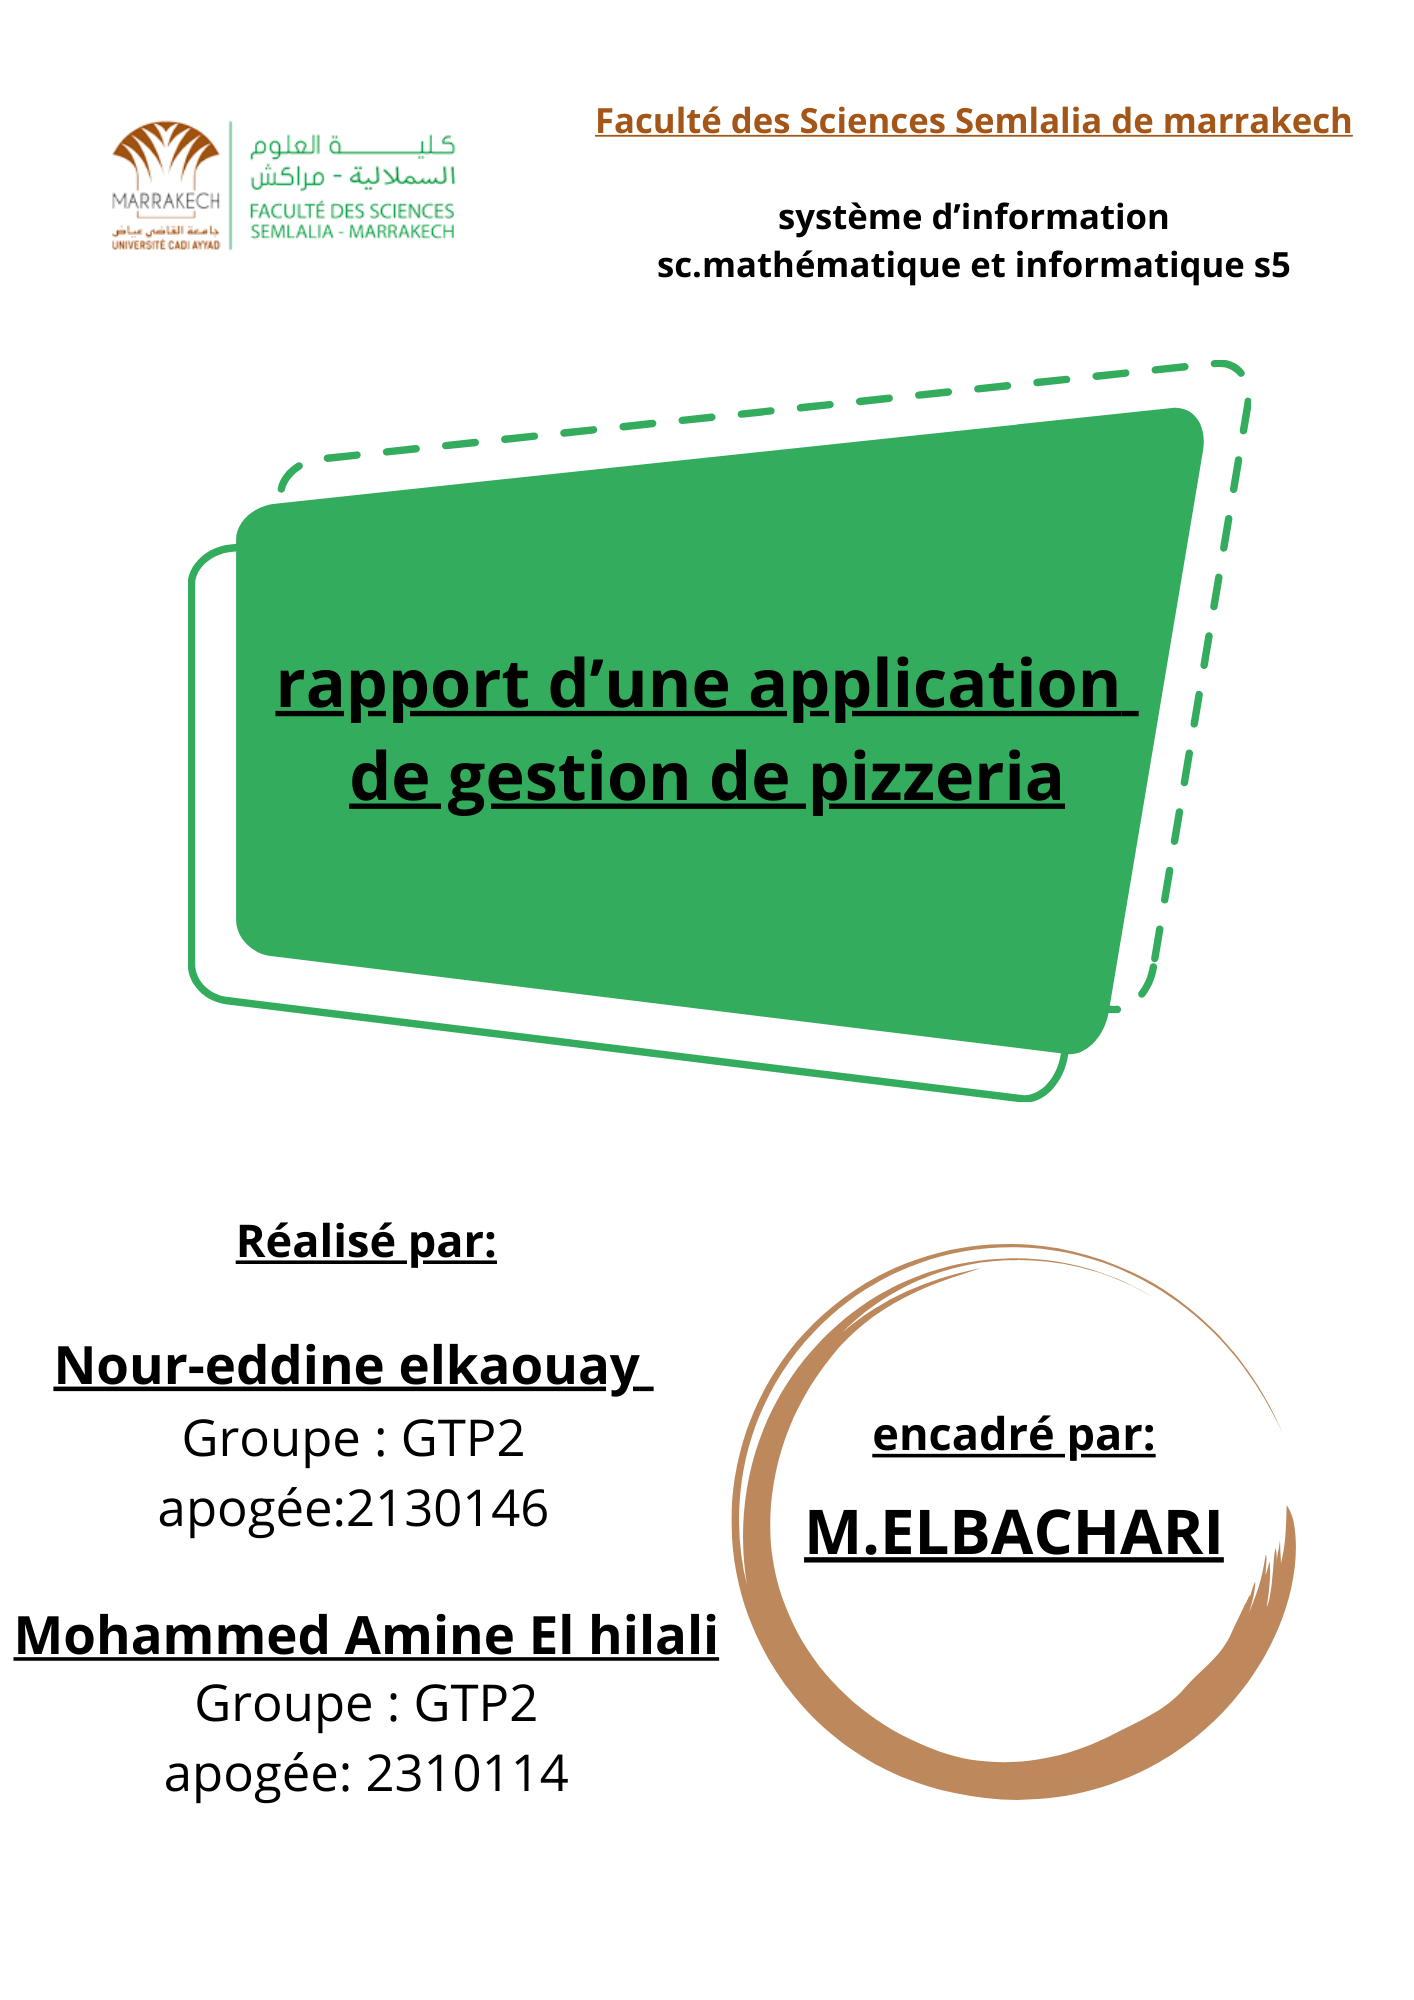 كلية العلوم
السملالية - مراكش
MARRAKECH
FACULTÉ DES SCIENCES
جامعة القاضي عياض
SEMLALIA - MARRAKECH
UNIVERSITÉ CADI AYYAD
Faculté des Sciences Semlalia de marrakech
système d’information
sc.mathématique et informatique s5
rapport d’une application
de gestion de pizzeria
Réalisé par:
Nour-eddine elkaouay
Groupe : GTP2
apogée:2130146
Mohammed Amine El hilali
Groupe : GTP2
apogée: 2310114
encadré par:
M.ELBACHARI